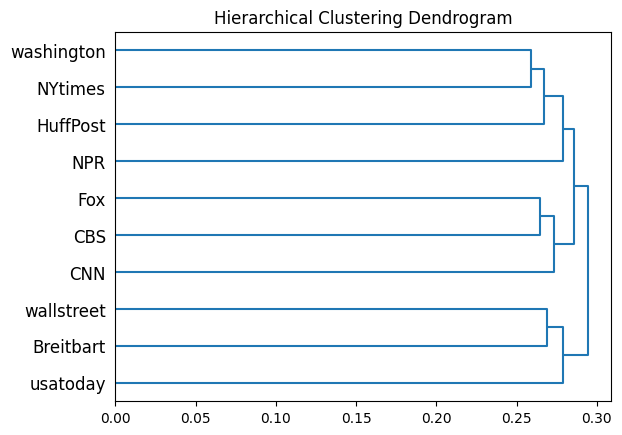 Hierarchical Clustering Dendrogram
washington
NYtimes
HuffPost
NPR
Fox
CBS
CNN
wallstreet
Breitbart
usatoday
0.00 0.05 0.10 0.15 0.20 0.25 0.30